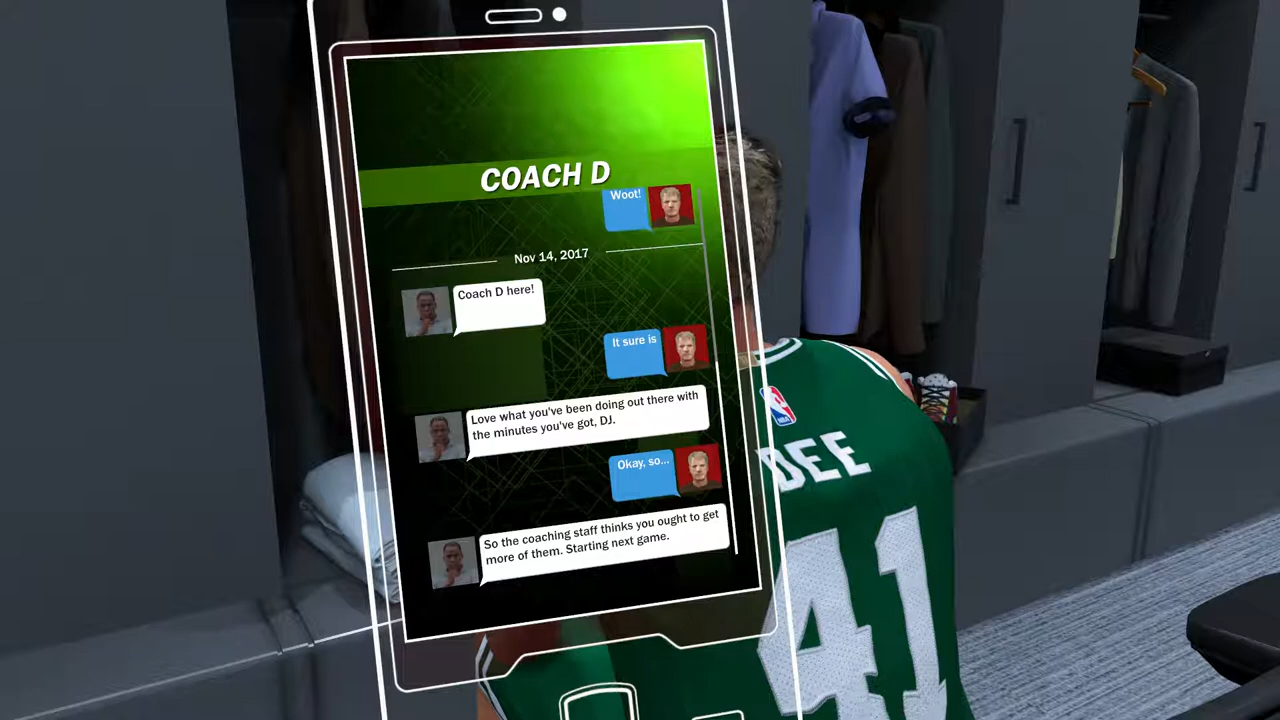 COACH D
Woot!
Nov 14, 2017
Coach D here!
It sure is
Love what you've been doing out there with
the minutes you've got, DJ.
Okay, so...
So the coaching staff thinks you ought to get
more of them. Starting next game.
NBA
DEE
41